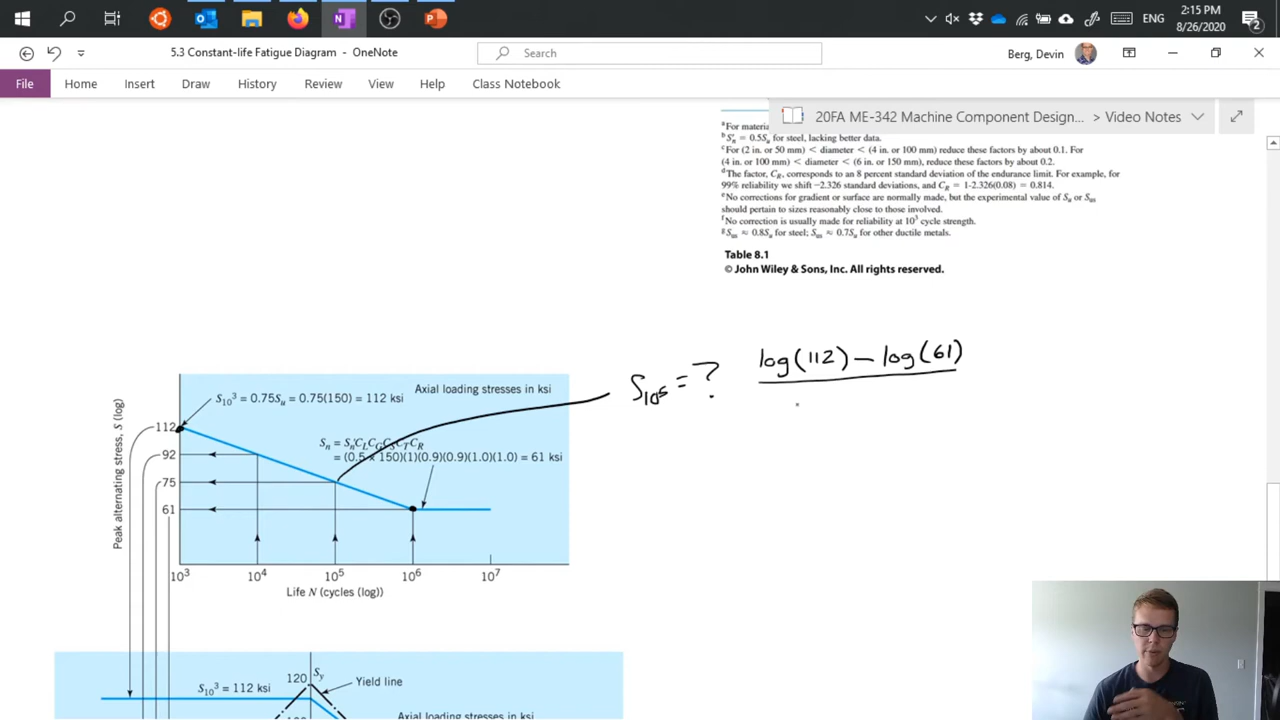 2:15 PM
ENG
8/26/2020
2
5.3 Constant-life Fatigue Diagram - OneNote
Search
Berg, Devin
File Home Insert Draw History Review View Help Class Notebook
20FA ME-342 Machine Component Design... > Video Notes
a For materia
b S'n = 0.5Su for steel, lacking better data.
c For (2 in. or 50 mm) < diameter < (4 in. or 100 mm) reduce these factors by about 0.1. For
(4 in. or 100 mm) < diameter < (6 in. or 150 mm), reduce these factors by about 0.2.
d The factor, CR, corresponds to an 8 percent standard deviation of the endurance limit. For example, for
99% reliability we shift −2.326 standard deviations, and CR = 1-2.326(0.08) = 0.814.
e No corrections for gradient or surface are normally made, but the experimental value of Su or Sus
should pertain to sizes reasonably close to those involved.
f No correction is usually made for reliability at 10³ cycle strength.
g Sus ≈ 0.8Su for steel; Sus ≈ 0.7Su for other ductile metals.
Table 8.1
© John Wiley & Sons, Inc. All rights reserved.
log(112) – log(61)
S10⁵ = ?
Axial loading stresses in ksi
S10³ = 0.75Su = 0.75(150) = 112 ksi
Peak alternating stress, S (log)
112
92
75
61
Sn = S'nCLCGCSCTCR
= (0.5 × 150)(1)(0.9)(0.9)(1.0)(1.0) = 61 ksi
10³ 10⁴ 10⁵ 10⁶ 10⁷
Life N (cycles (log))
120
Sy
Yield line
S10³ = 112 ksi
Axial loading stresses in ksi